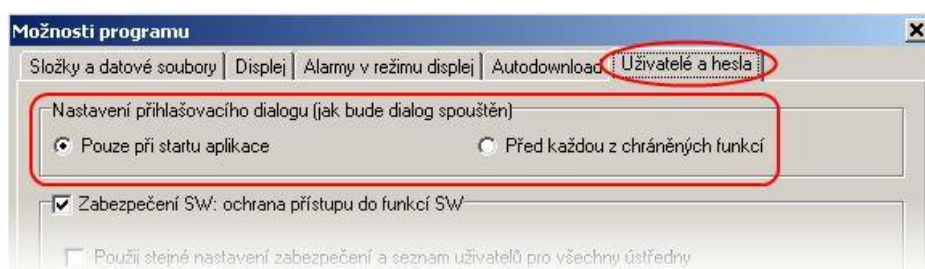 Možnosti programu
Složky a datové soubory Displej Alarmy v režimu displej Autodownload Uživatelé a hesla
Nastavení přihlašovacího dialogu (jak bude dialog spouštěn)
Pouze při startu aplikace Před každou z chráněných funkcí
Zabezpečení SW: ochrana přístupu do funkcí SW
Použij stejné nastavení zabezpečení a seznam uživatelů pro všechny ústředny